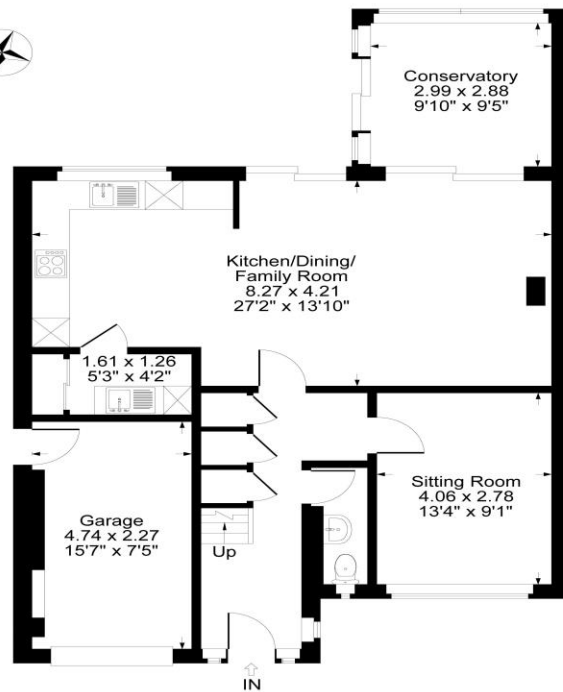 Conservatory
2.99 x 2.88
9'10" x 9'5"
Kitchen/Dining/
Family Room
8.27 x 4.21
27'2" x 13'10"
1.61 x 1.26
5'3" x 4'2"
Sitting Room
4.06 x 2.78
13'4" x 9'1"
Garage
4.74 x 2.27
15'7" x 7'5"
Up
IN